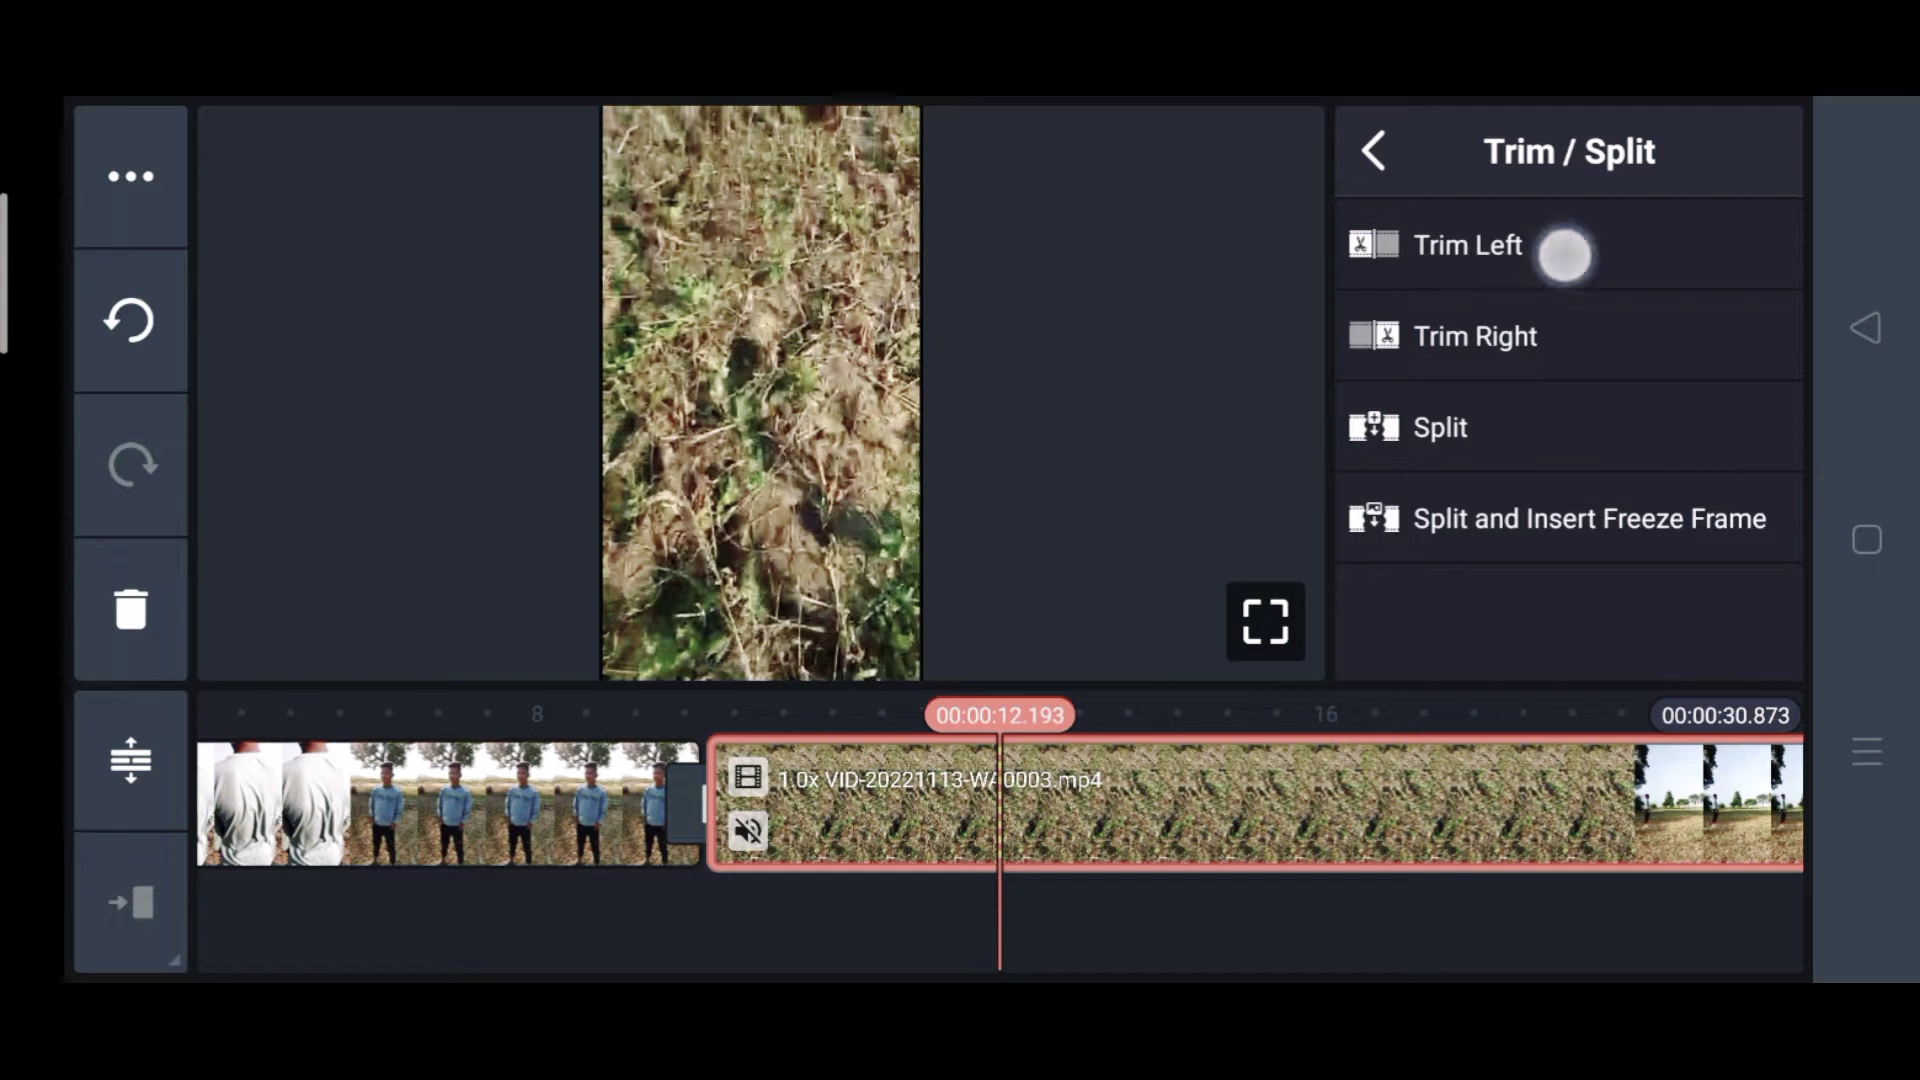 Trim / Split
Trim Left
Trim Right
Split
Split and Insert Freeze Frame
8
00:00:12.193
16
00:00:30.873
1.0x VID-20221113-WA0003.mp4